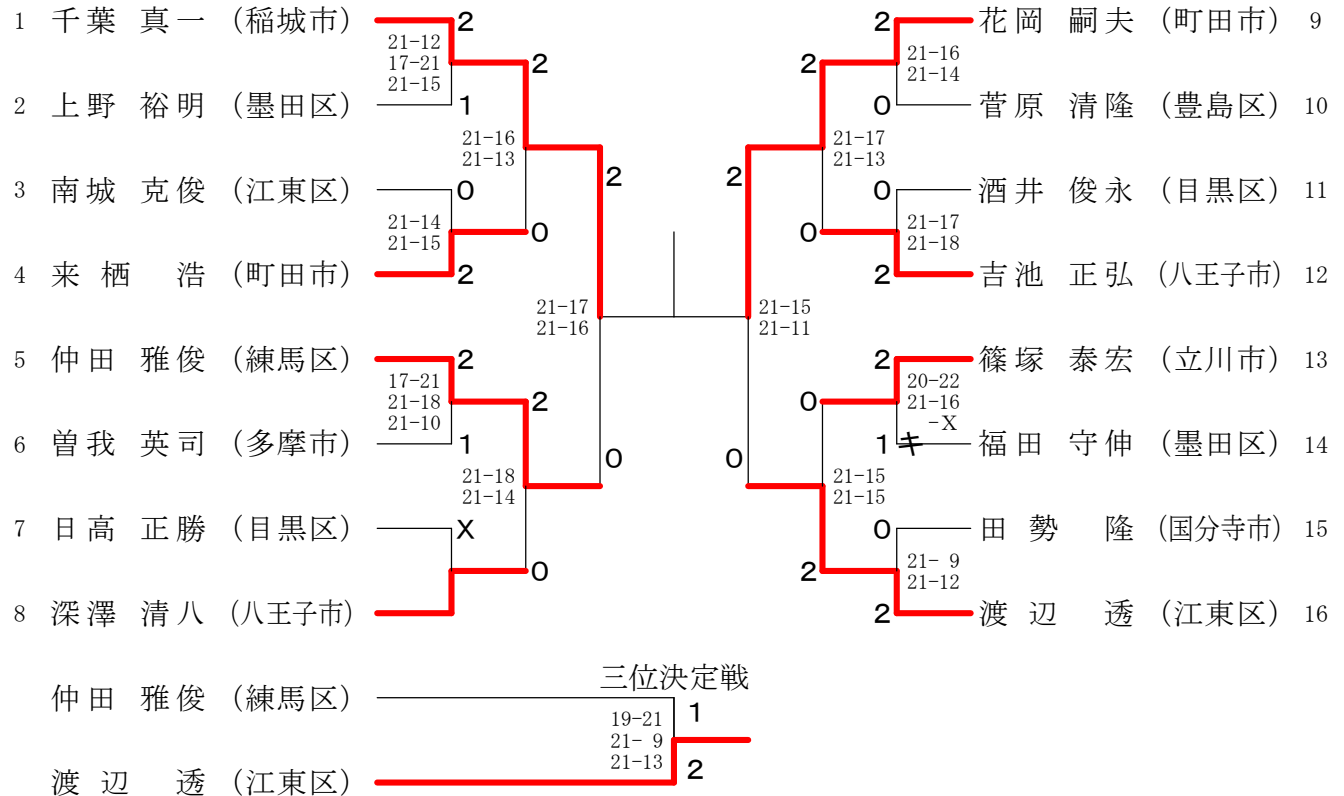 1 千葉 真一 (稲城市) 2
21-12
17-21
21-15
2
2 上野 裕明 (墨田区) 1
21-16
21-13
2
3 南城 克俊 (江東区) 0
21-14
21-15
0
4 来栖 浩 (町田市) 2
21-17
21-16
5 仲田 雅俊 (練馬区) 2
17-21
21-18
21-10
2
6 曽我 英司 (多摩市) 1
0
21-18
21-14
7 日高 正勝 (目黒区) X
0
8 深澤 清八 (八王子市)
2 花岡 嗣夫 (町田市) 9
21-16
21-14
2
0 菅原 清隆 (豊島区) 10
21-17
21-13
2
0 酒井 俊永 (目黒区) 11
21-17
21-18
0
2 吉池 正弘 (八王子市) 12
21-15
21-11
2 篠塚 泰宏 (立川市) 13
20-22
21-16
-X
0
1 キ 福田 守伸 (墨田区) 14
0
21-15
21-15
0 田勢 隆 (国分寺市) 15
21- 9
21-12
2
2 渡辺 透 (江東区) 16
三位決定戦
仲田 雅俊 (練馬区) 1
19-21
21- 9
21-13
渡辺 透 (江東区) 2